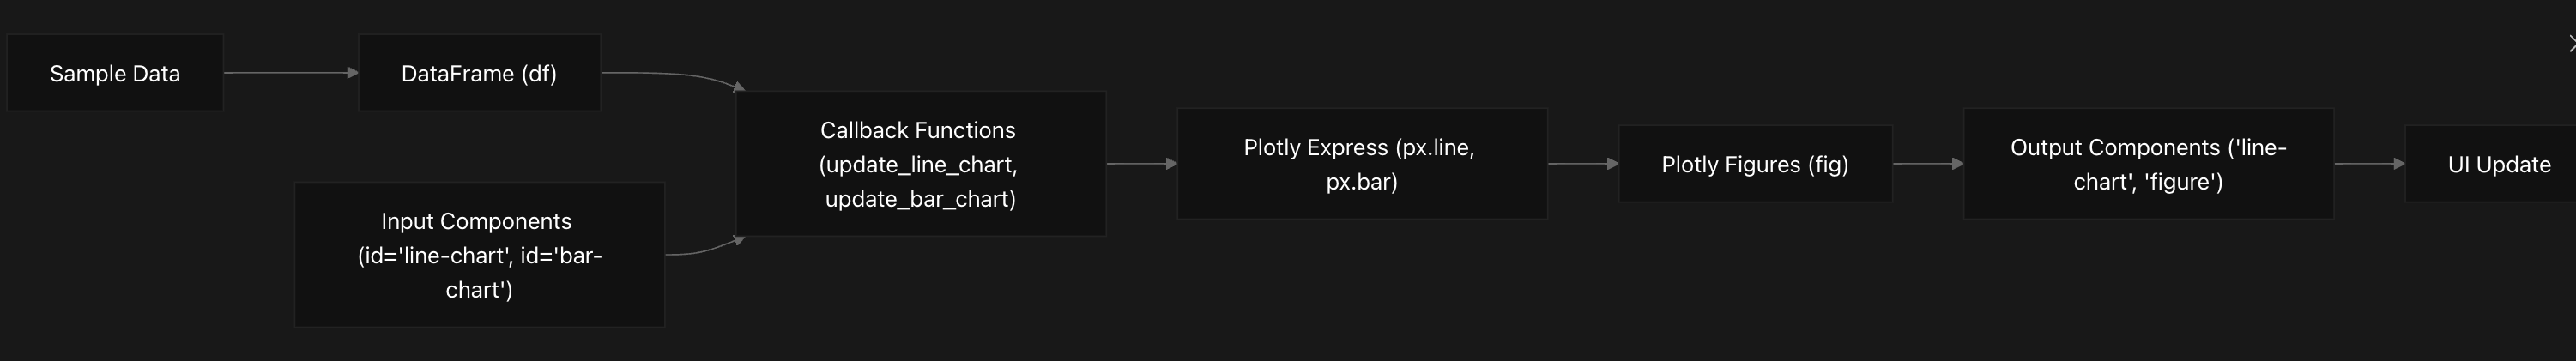 Sample Data
DataFrame (df)
Callback Functions
(update_line_chart,
update_bar_chart)
Input Components
(id='line-chart', id='bar-
chart')
Plotly Express (px.line,
px.bar)
Plotly Figures (fig)
Output Components ('line-
chart', 'figure')
UI Update